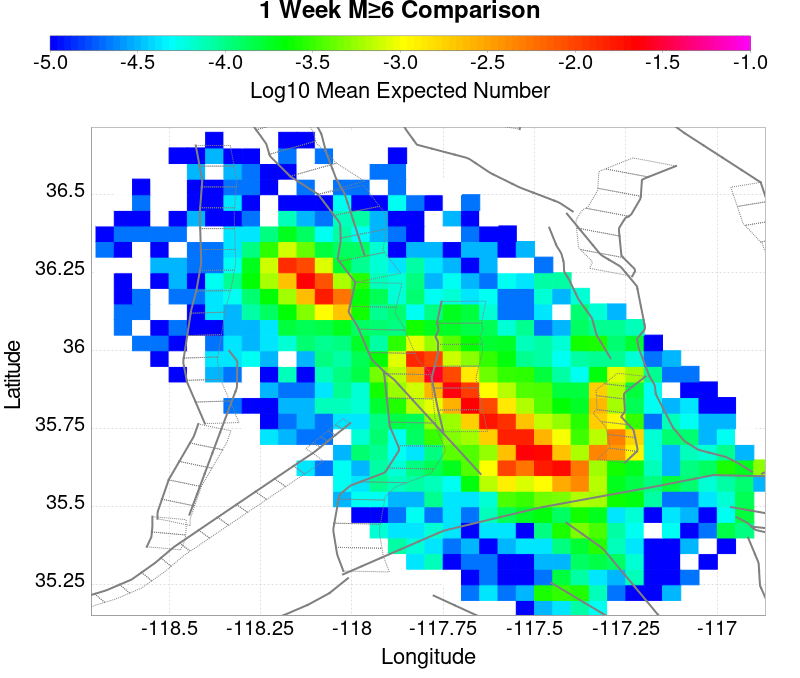 1 Week M≥6 Comparison
-5.0 -4.5 -4.0 -3.5 -3.0 -2.5 -2.0 -1.5 -1.0
Log10 Mean Expected Number
36.5
36.25
36
35.75
35.5
35.25
Latitude
-118.5 -118.25 -118 -117.75 -117.5 -117.25 -117
Longitude